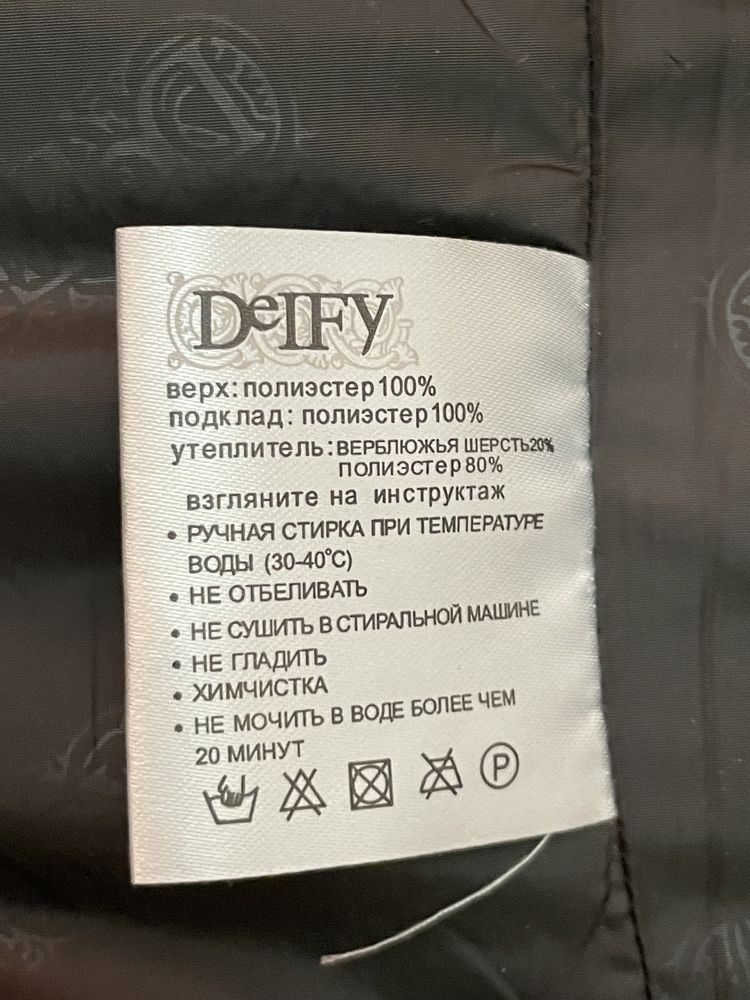 DeIFy
верх: полиэстер 100%
подклад: полиэстер 100%
утеплитель: ВЕРБЛЮЖЬЯ ШЕРСТЬ 20%
ПОЛИЭСТер 80%
взгляните на инструктаж
• РУЧНАЯ СТИРКА ПРИ ТЕМПЕРАТУРЕ
ВОДЫ (30-40°C)
• НЕ ОТБЕЛИВАТЬ
• НЕ СУШИТЬ В СТИРАЛЬНОЙ МАШИНЕ
• НЕ ГЛАДИТЬ
• ХИМЧИСТКА
• НЕ МОЧИТЬ В ВОДЕ БОЛЕЕ ЧЕМ
20 МИНУТ
P